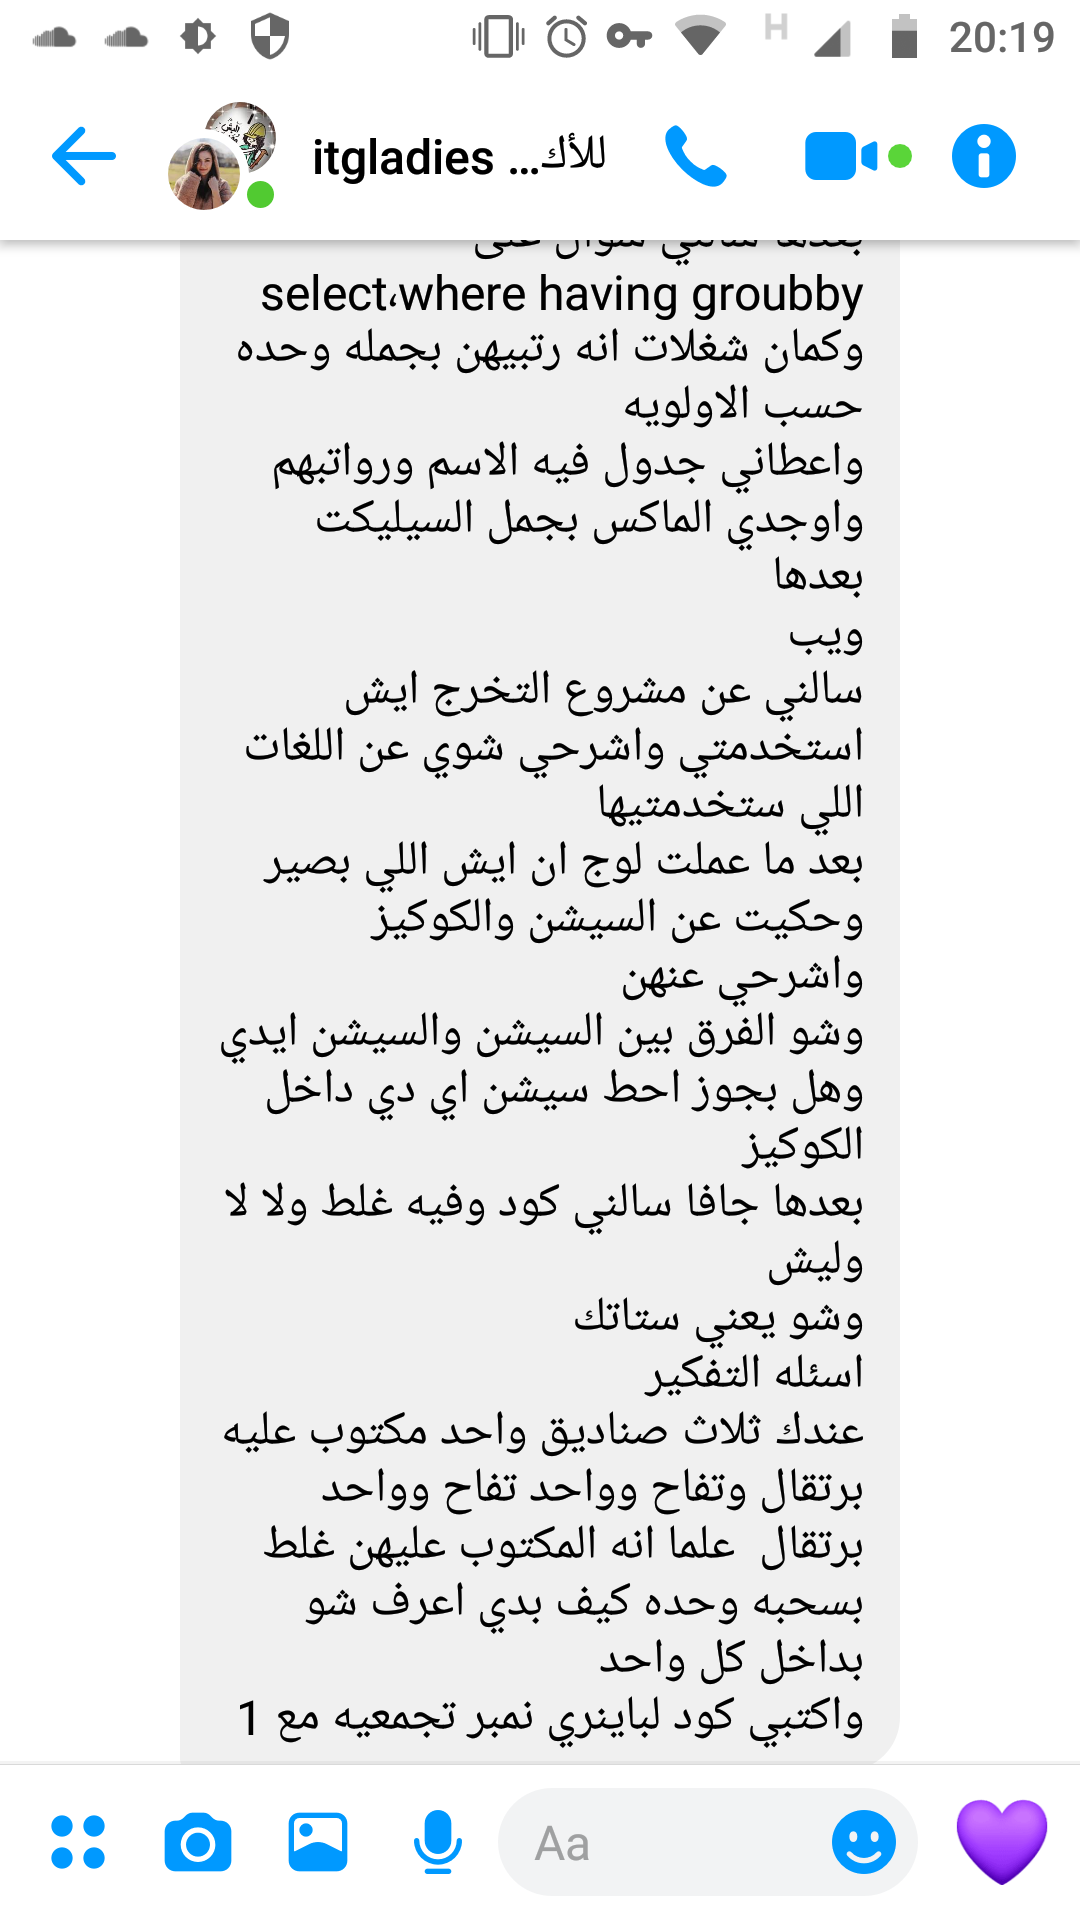 20:19
H
itgladies ...للأك
بعدها سالني سؤال على
select،where having groubby
وكمان شغلات انه رتبيهن بجمله وحده
حسب الاولويه
واعطاني جدول فيه الاسم ورواتبهم
واوجدي الماكس بجمل السيليكت
بعدها
ويب
سالني عن مشروع التخرج ايش
استخدمتي واشرحي شوي عن اللغات
اللي ستخدمتيها
بعد ما عملت لوج ان ايش اللي بصير
وحكيت عن السيشن والكوكيز
واشرحي عنهن
وشو الفرق بين السيشن والسيشن ايدي
وهل بجوز احط سيشن اي دي داخل
الكوكيز
بعدها جافا سالني كود وفيه غلط ولا لا
وليش
وشو يعني ستاتك
اسئله التفكير
عندك ثلاث صناديق واحد مكتوب عليه
برتقال وتفاح وواحد تفاح وواحد
برتقال علما انه المكتوب عليهن غلط
بسحبه وحده كيف بدي اعرف شو
بداخل كل واحد
واكتبي كود لباينري نمبر تجمعيه مع 1
Aa